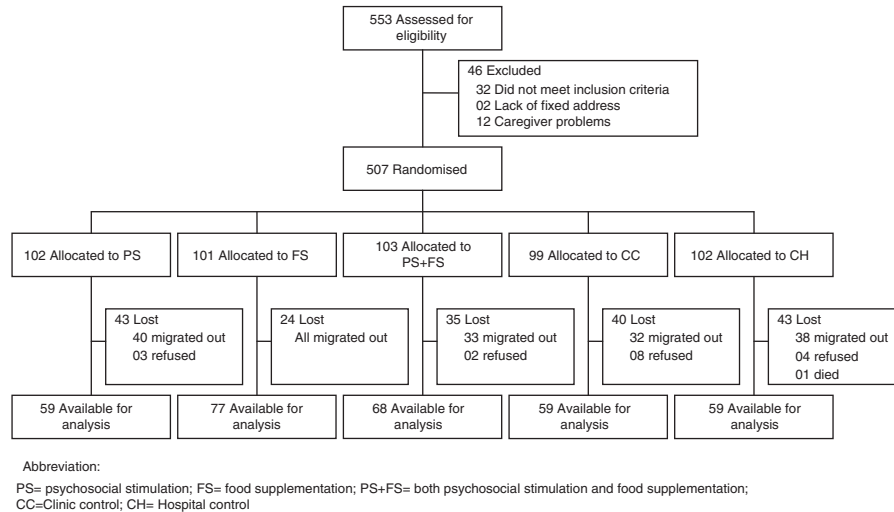 553 Assessed for
eligibility
46 Excluded
32 Did not meet inclusion criteria
02 Lack of fixed address
12 Caregiver problems
507 Randomised
102 Allocated to PS
101 Allocated to FS
103 Allocated to
PS+FS
99 Allocated to CC
102 Allocated to CH
43 Lost
40 migrated out
03 refused
24 Lost
All migrated out
35 Lost
33 migrated out
02 refused
40 Lost
32 migrated out
08 refused
43 Lost
38 migrated out
04 refused
01 died
59 Available for
analysis
77 Available for
analysis
68 Available for
analysis
59 Available for
analysis
59 Available for
analysis
Abbreviation:
PS= psychosocial stimulation; FS= food supplementation; PS+FS= both psychosocial stimulation and food supplementation;
CC=Clinic control; CH= Hospital control